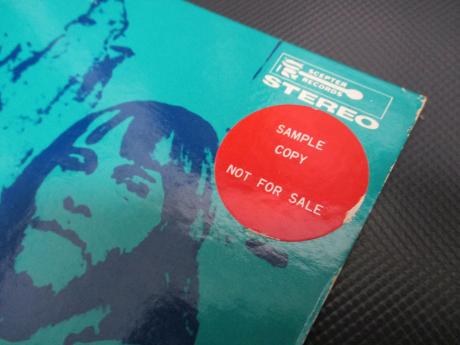 SCEPTER
RECORDS
STEREO
SAMPLE
COPY
NOT FOR SALE